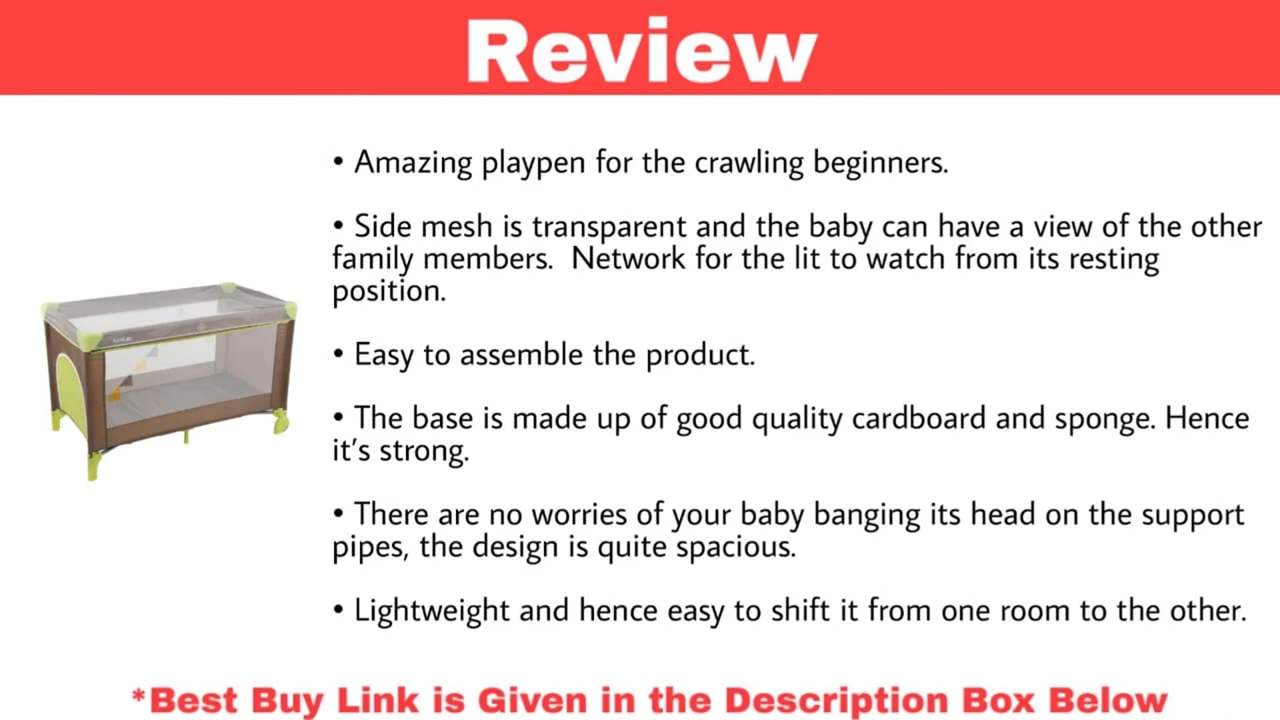 Review
• Amazing playpen for the crawling beginners.
• Side mesh is transparent and the baby can have a view of the other
family members.  Network for the lit to watch from its resting
position.
• Easy to assemble the product.
• The base is made up of good quality cardboard and sponge. Hence
it's strong.
• There are no worries of your baby banging its head on the support
pipes, the design is quite spacious.
• Lightweight and hence easy to shift it from one room to the other.
*Best Buy Link is Given in the Description Box Below